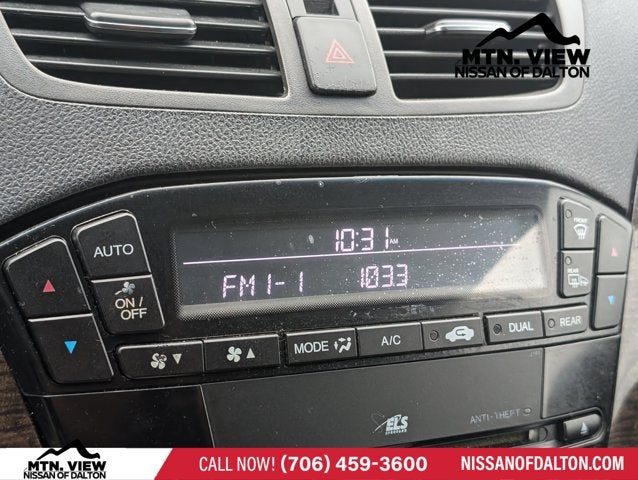 MTN. VIEW
NISSAN OF DALTON
10:31 AM
FM1-1 103.3
FRONT
REAR
AUTO
ON / OFF
MODE
A/C
DUAL
REAR
ELS
SURROUND
ANTI-THEFT
MTN. VIEW
NISSAN OF DALTON
CALL NOW! (706) 459-3600
NISSANOFDALTON.COM